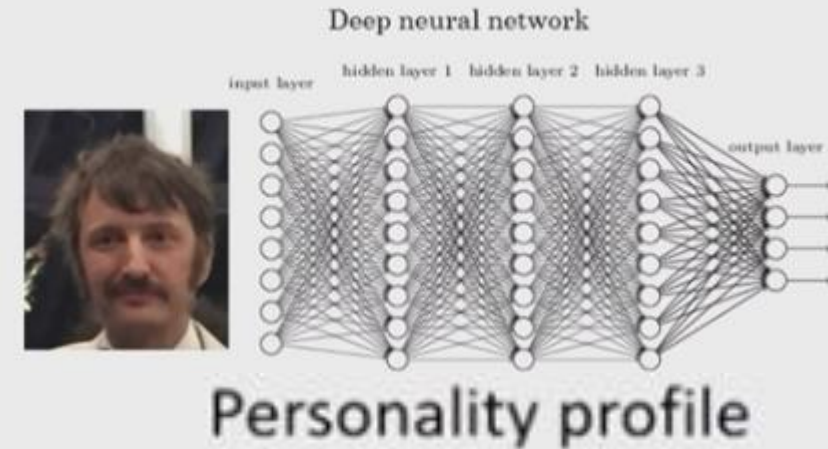 Deep neural network
input layer
hidden layer 1 hidden layer 2 hidden layer 3
output layer
Personality profile